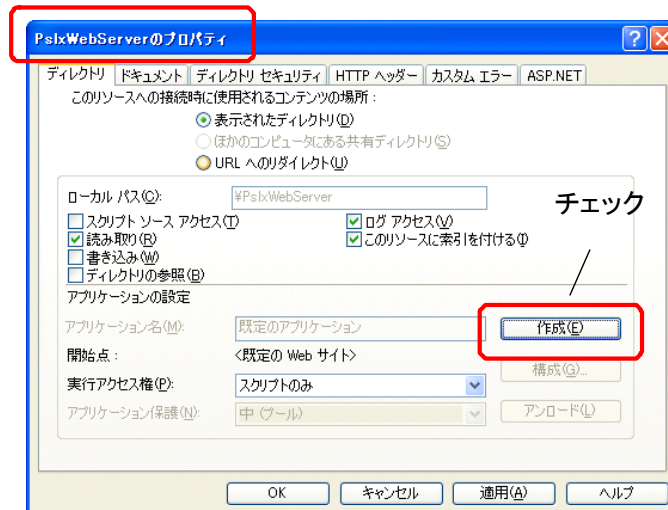 PslxWebServerのプロパティ
ディレクトリ ドキュメント ディレクトリ セキュリティ HTTP ヘッダー カスタム エラー ASP.NET
このリソースへの接続時に使用されるコンテンツの場所:
表示されたディレクトリ(D)
ほかのコンピュータにある共有ディレクトリ(S)
URL へのリダイレクト(U)
ローカル パス(C): ¥PslxWebServer
チェック
スクリプト ソース アクセス(T) ログ アクセス(V)
読み取り(R) このリソースに索引を付ける(I)
書き込み(W)
ディレクトリの参照(B)
アプリケーションの設定
アプリケーション名(M): 既定のアプリケーション 作成(E)
開始点: <既定の Web サイト>
構成(G)...
実行アクセス権(P): スクリプトのみ
アプリケーション保護(N): 中 (プール) アンロード(L)
OK キャンセル 適用(A) ヘルプ